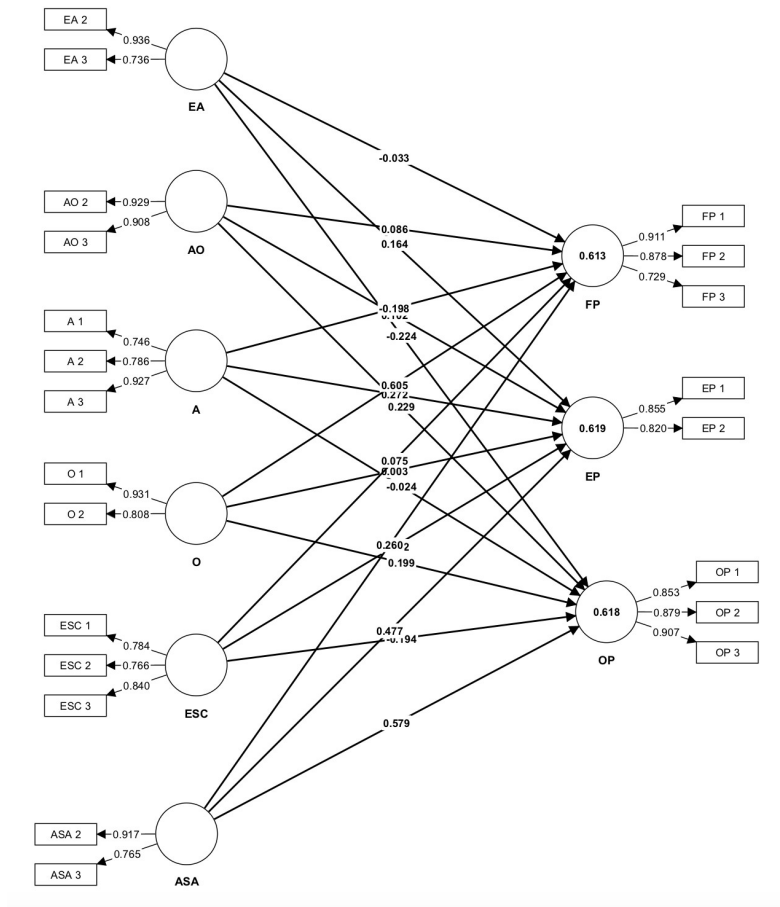 EA 2
0.936
EA 3
0.736
EA
-0.033
AO 2
0.929
AO 3
0.908
AO
0.086
0.164
FP 1
0.911
0.613
0.878
FP 2
0.729
FP 3
FP
-0.198
-0.224
A 1
0.746
A 2
0.786
0.927
A 3
A
0.605
0.272
0.229
EP 1
0.855
0.619
0.820
EP 2
EP
0.075
0.003
-0.024
O 1
0.931
O 2
0.808
O
0.260
0.199
OP 1
0.853
0.618
0.879
OP 2
0.907
OP 3
OP
ESC 1
0.784
ESC 2
0.766
0.840
ESC 3
ESC
0.477
-0.194
0.579
ASA 2
0.917
0.765
ASA 3
ASA